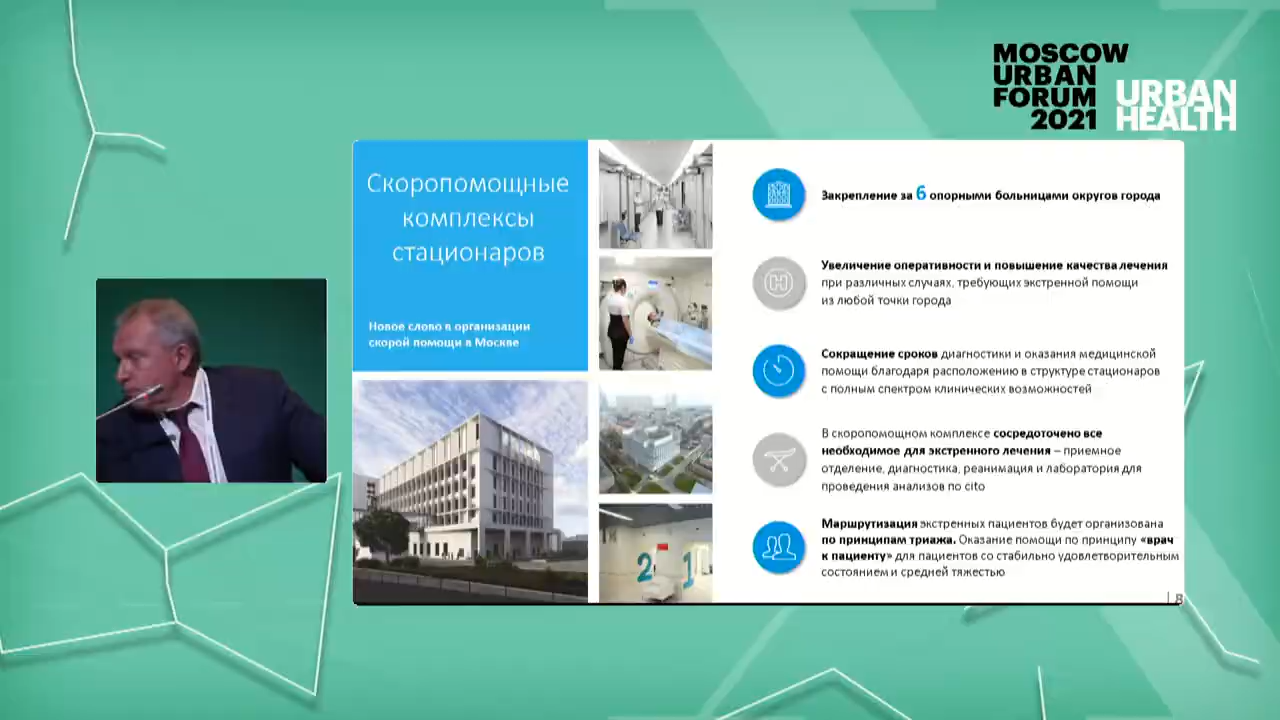 MOSCOW
URBAN
FORUM
2021
URBAN
HEALTH
Скоропомощные
комплексы
стационаров
Новое слово в организации
скорой помощи в Москве
2
1
Закрепление за 6 опорными больницами округов города
Увеличение оперативности и повышение качества лечения
при различных случаях, требующих экстренной помощи
из любой точки города
Сокращение сроков диагностики и оказания медицинской
помощи благодаря расположению в структуре стационаров
с полным спектром клинических возможностей
В скоропомощном комплексе сосредоточено все
необходимое для экстренного лечения – приемное
отделение, диагностика, реанимация и лаборатория для
проведения анализов по cito
Маршрутизация экстренных пациентов будет организована
по принципам триажа. Оказание помощи по принципу «врач
к пациенту» для пациентов со стабильно удовлетворительным
состоянием и средней тяжестью
| 8